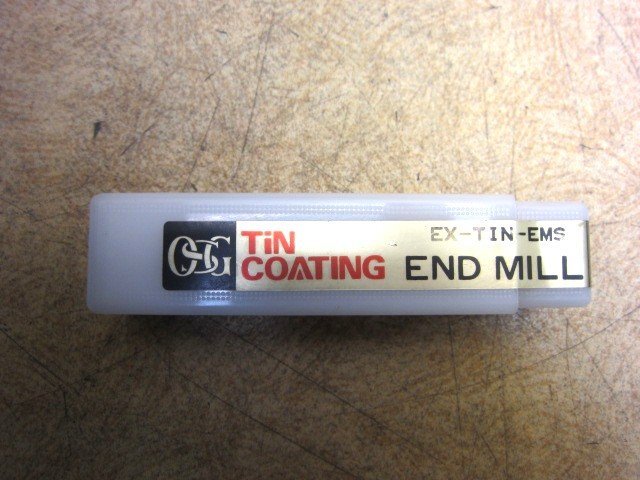 OSG
TiN
COATING
EX-TIN-EMS
END MILL